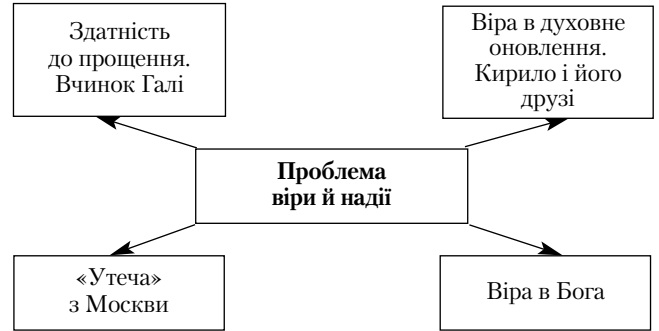 Здатність
до прощення.
Вчинок Галі
Віра в духовне
оновлення.
Кирило і його
друзі
Проблема
віри й надії
«Утеча»
з Москви
Віра в Бога